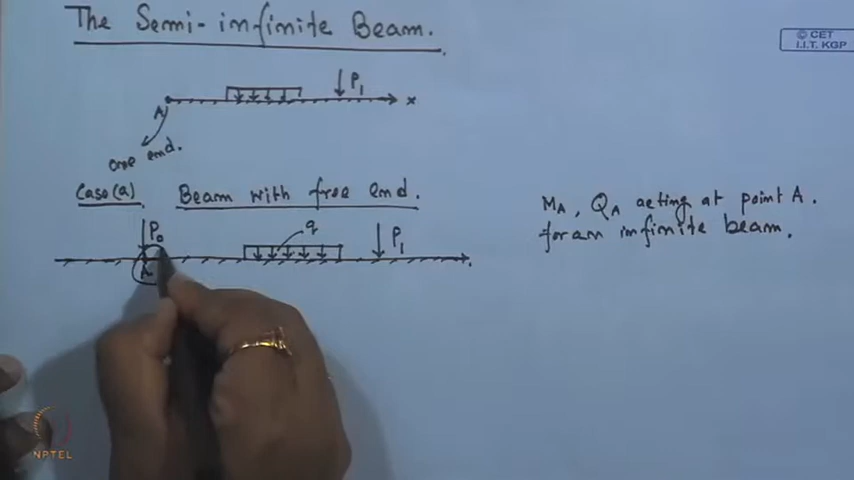 The Semi-infinite Beam.
© CET
I.I.T. KGP
P1
A
x
one end.
Case(a) Beam with free end.
MA, QA acting at point A.
for an infinite beam.
P0
q
P1
A
NPTEL